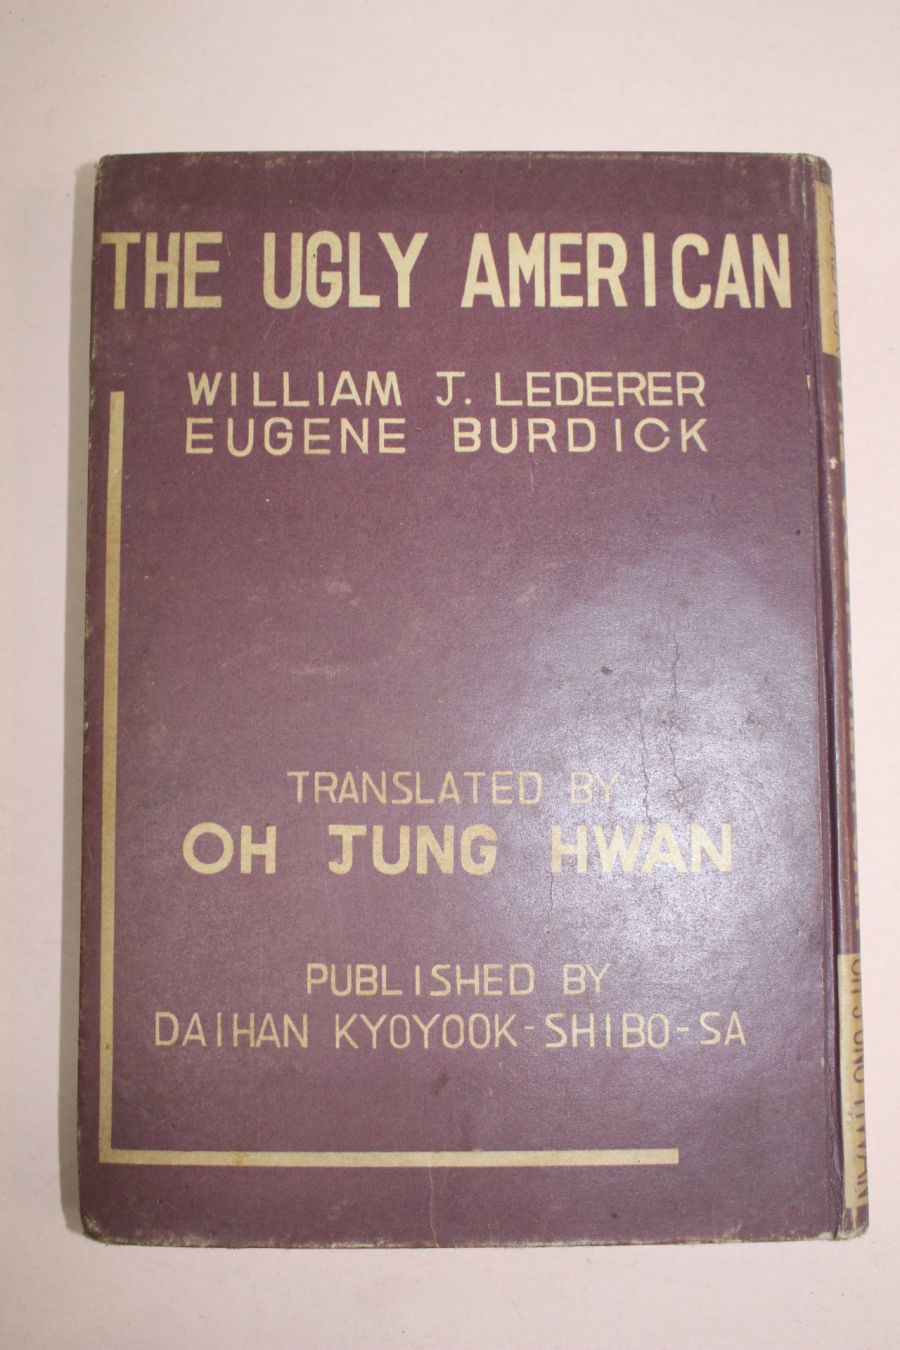 THE UGLY AMERICAN
WILLIAM J. LEDERER
EUGENE BURDICK
TRANSLATED BY
OH JUNG HWAN
PUBLISHED BY
DAIHAN KYOYOOK-SHIBO-SA